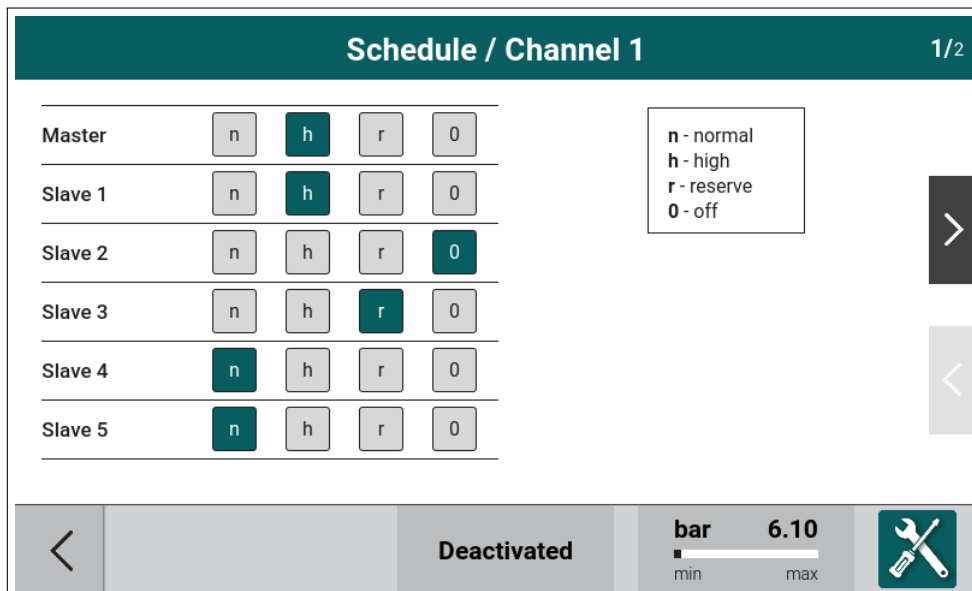 Schedule / Channel 1 1/2
Master n h r 0
Slave 1 n h r 0
Slave 2 n h r 0
Slave 3 n h r 0
Slave 4 n h r 0
Slave 5 n h r 0
n - normal
h - high
r - reserve
0 - off
Deactivated
bar 6.10
min max